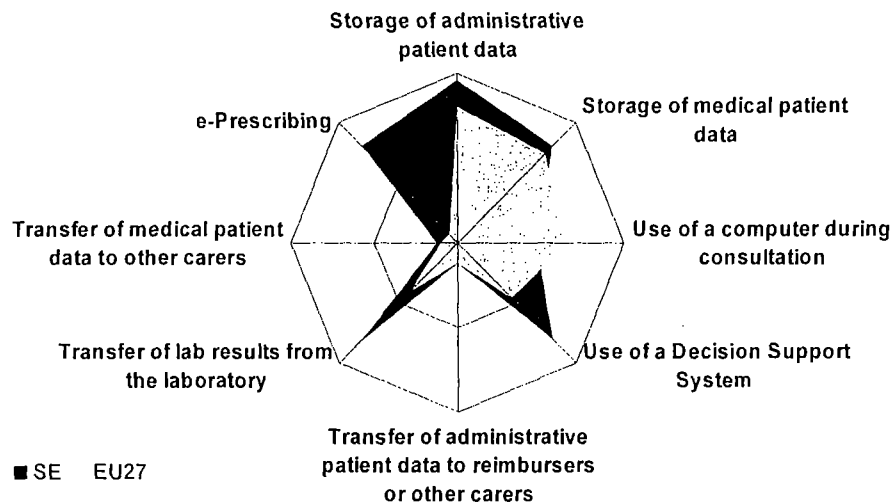 Storage of administrative
patient data
Storage of medical patient
data
e-Prescribing
Transfer of medical patient
data to other carers
Use of a computer during
consultation
Transfer of lab results from
the laboratory
Use of a Decision Support
System
Transfer of administrative
patient data to reimbursers
or other carers
SE EU27